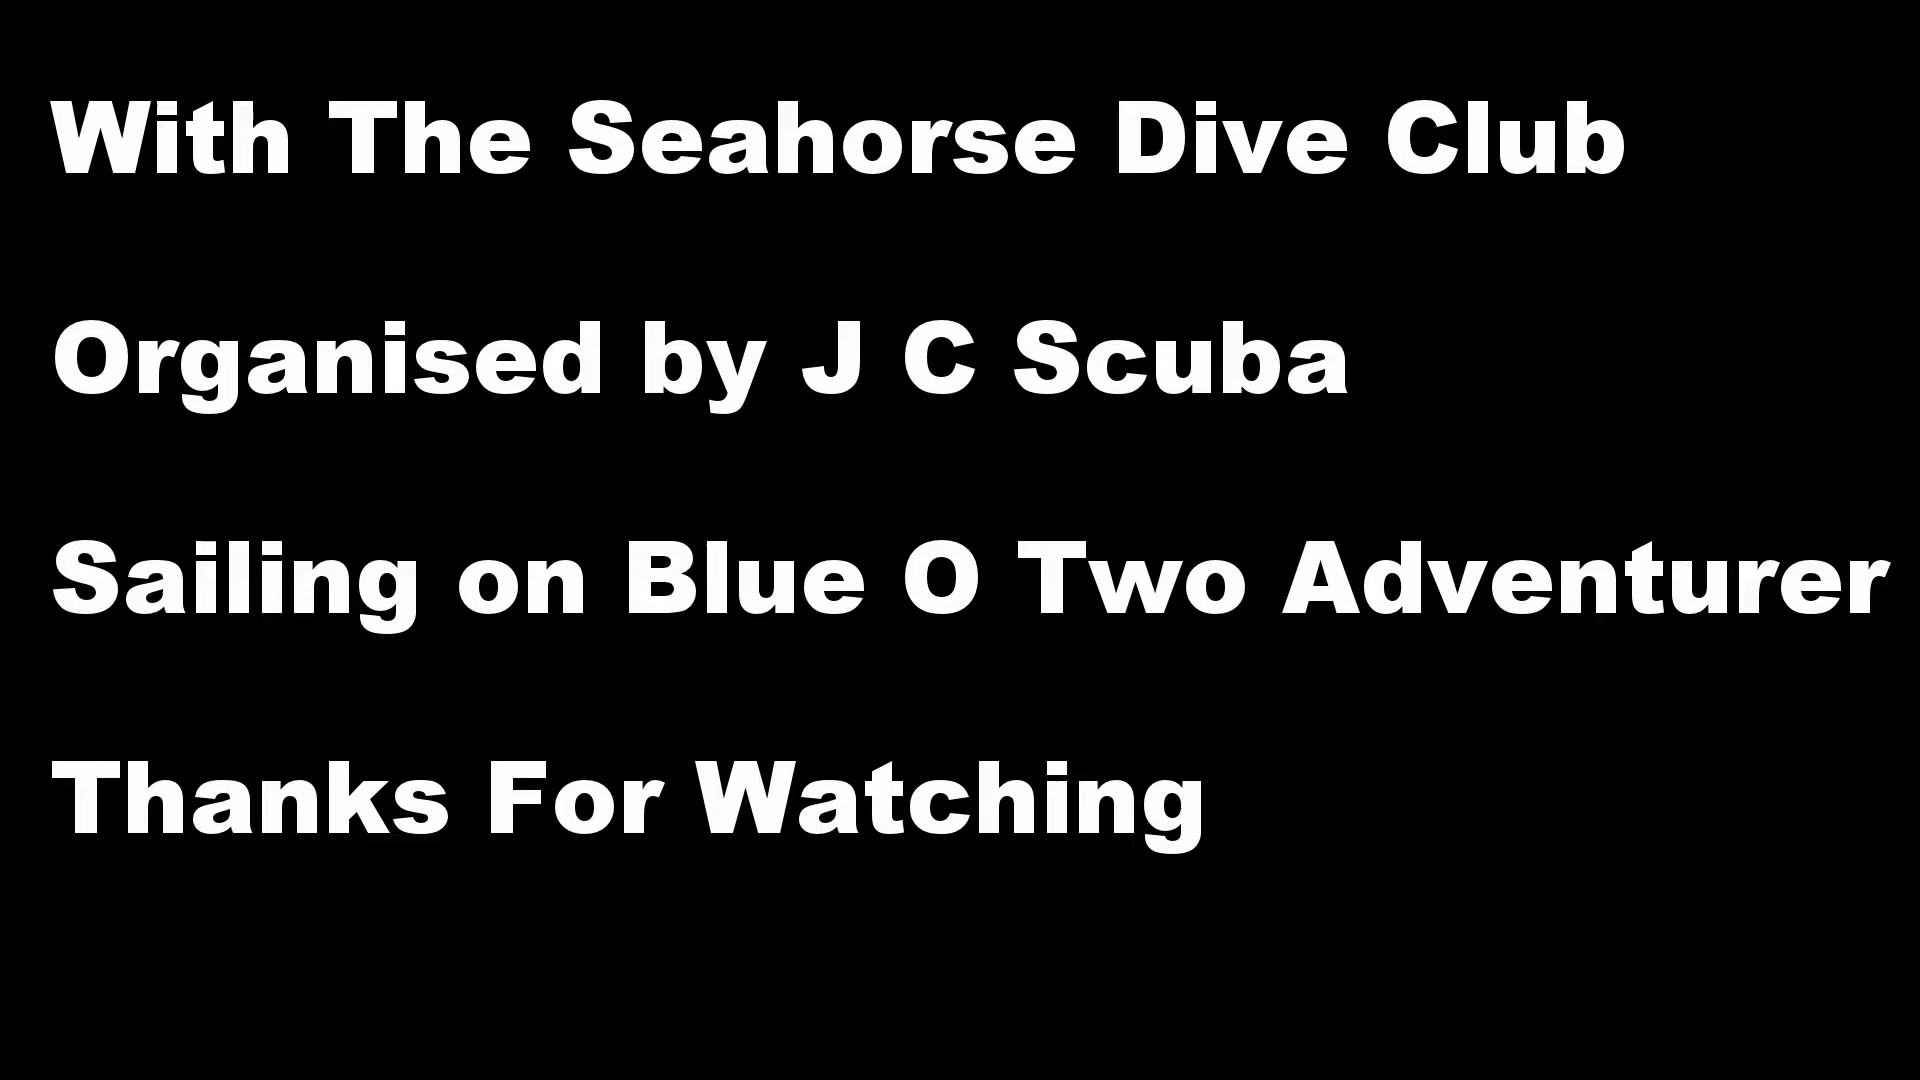 With The Seahorse Dive Club
Organised by J C Scuba
Sailing on Blue O Two Adventurer
Thanks For Watching